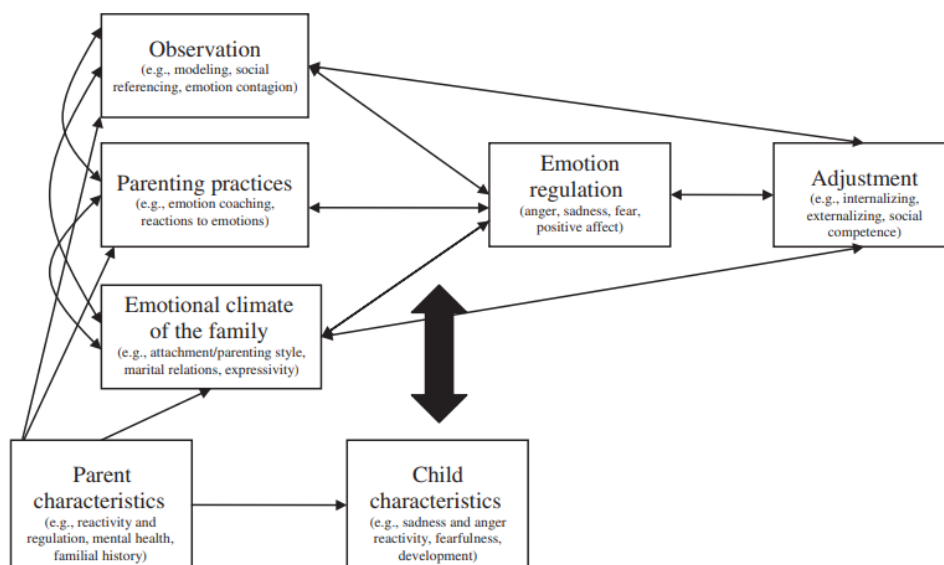 Observation
(e.g., modeling, social
referencing, emotion contagion)
Parenting practices
(e.g., emotion coaching,
reactions to emotions)
Emotion
regulation
(anger, sadness, fear,
positive affect)
Adjustment
(e.g., internalizing,
externalizing, social
competence)
Emotional climate
of the family
(e.g., attachment/parenting style,
marital relations, expressivity)
Parent
characteristics
(e.g., reactivity and
regulation, mental health,
familial history)
Child
characteristics
(e.g., sadness and anger
reactivity, fearfulness,
development)